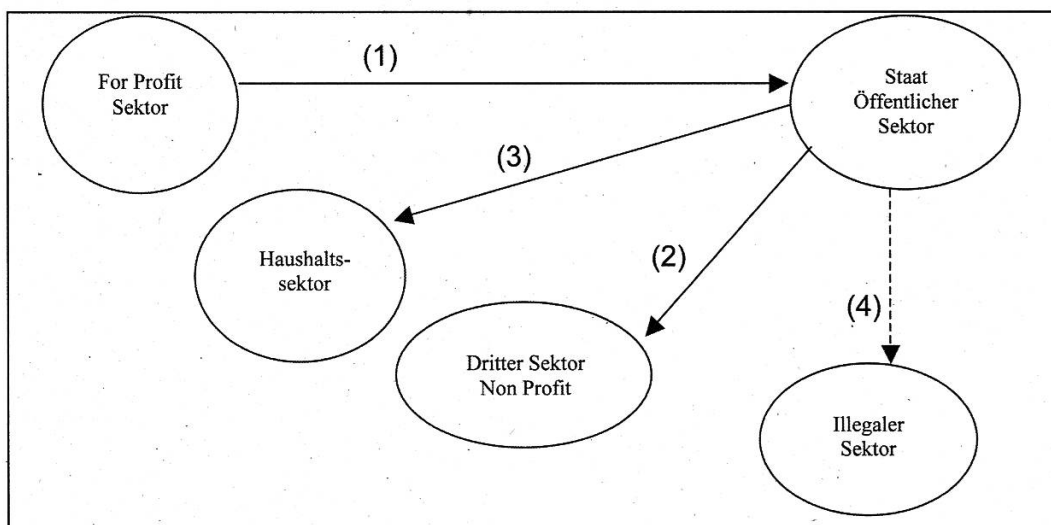 (1)
For Profit
Sektor
Staat
Öffentlicher
Sektor
(3)
Haushalts-
sektor
(2)
(4)
Dritter Sektor
Non Profit
Illegaler
Sektor